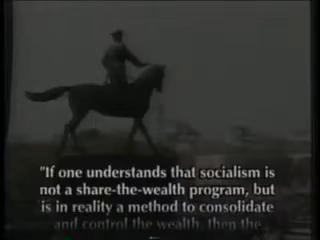 "If one understands that socialism is
not a share-the-wealth program, but
is in reality a method to consolidate
and control the wealth, then the